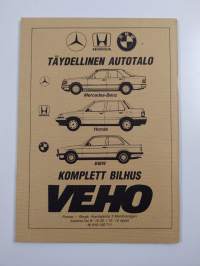 HONDA
TÄYDELLINEN AUTOTALO
Mercedes-Benz
Honda
BMW
KOMPLETT BILHUS
VEHO